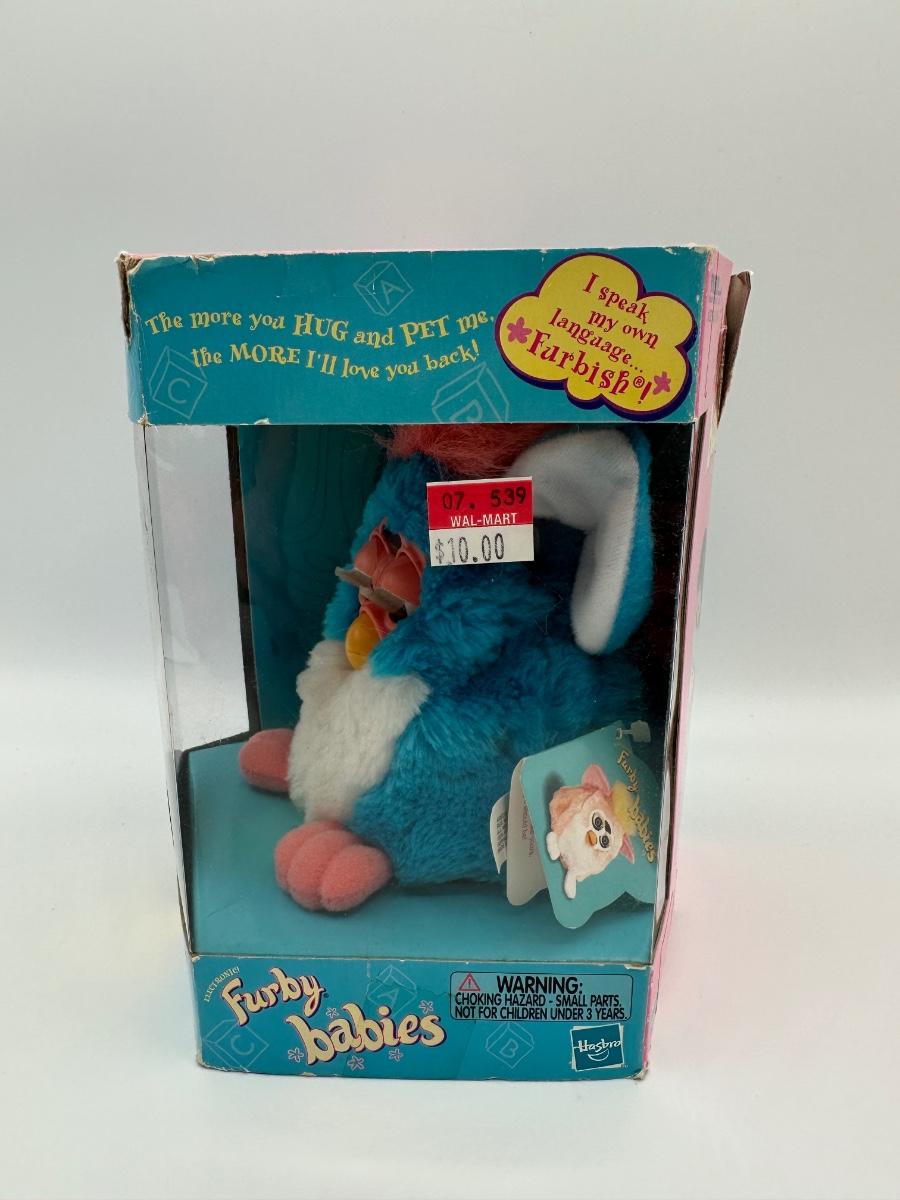 The more you HUG and PET me,
the MORE I'll love you back!
I speak
my own
language...
Furbish®!
A
C
B
07. 539
WAL-MART
$10.00
Furby
babies
ELECTRONIC!
Furby
babies
A
C
B
WARNING:
CHOKING HAZARD - SMALL PARTS.
NOT FOR CHILDREN UNDER 3 YEARS.
Hasbro